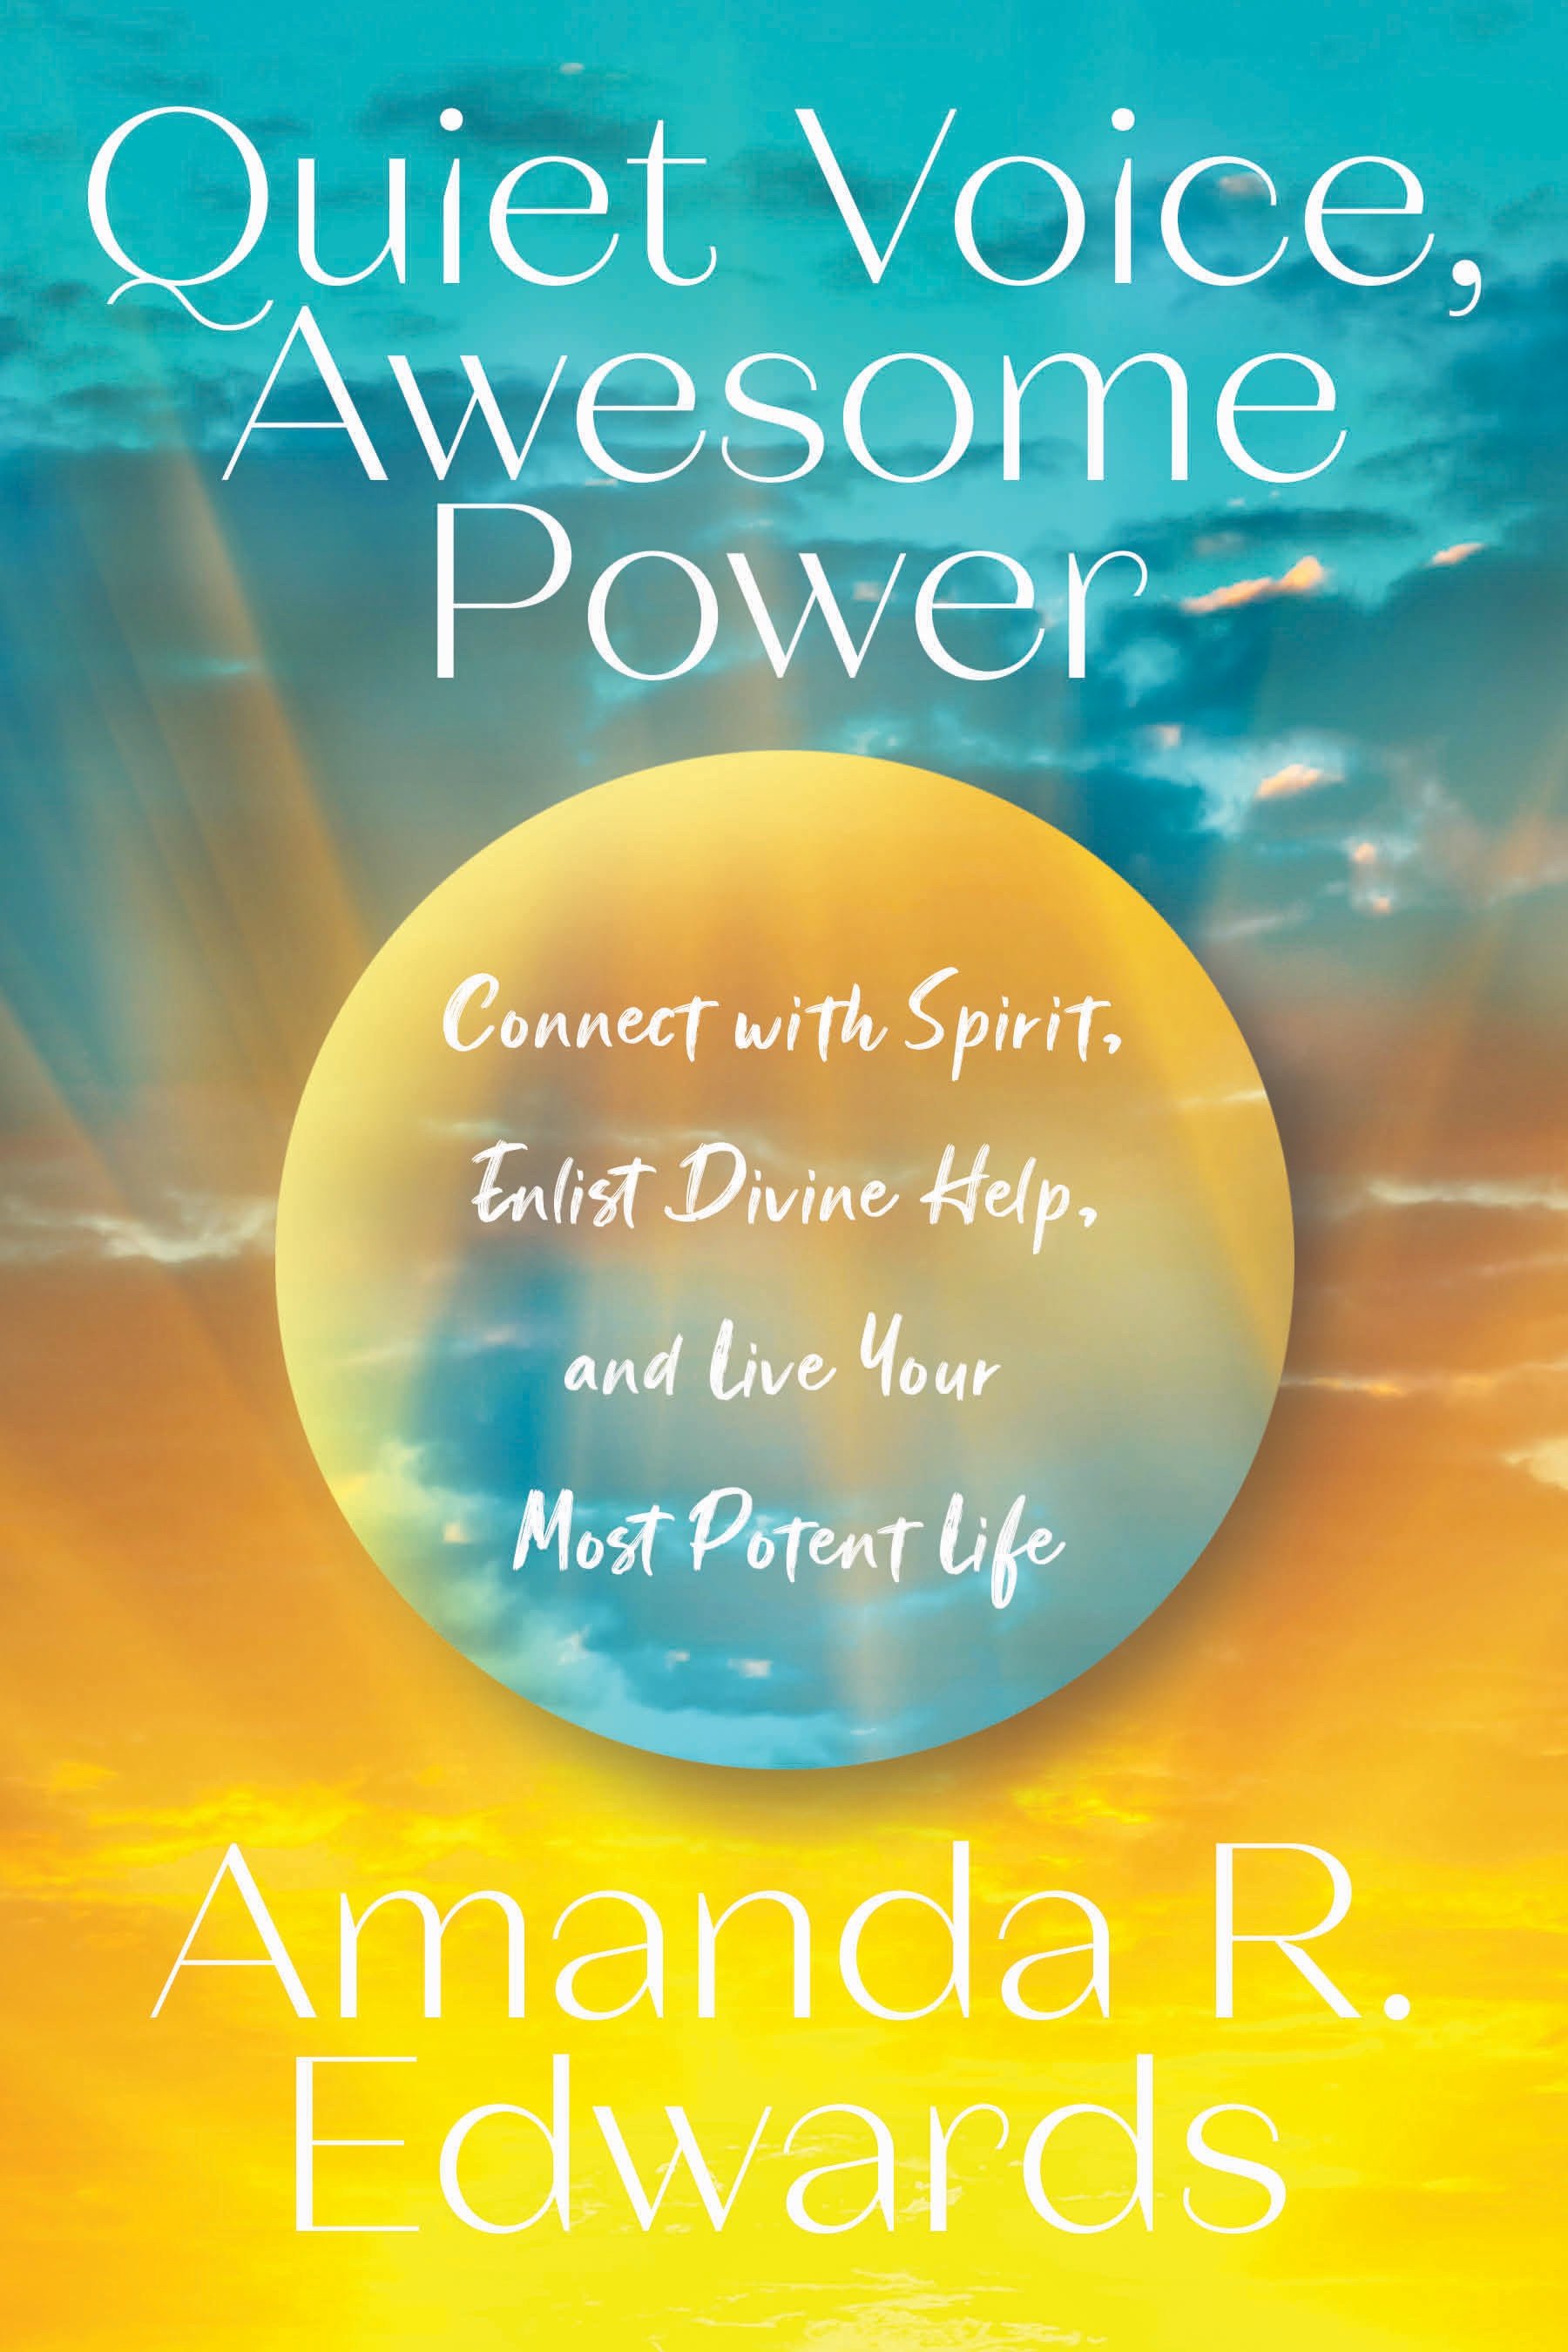 Quiet Voice,
Awesome
Power
Connect with Spirit,
Enlist Divine Help,
and Live Your
Most Potent Life
Amanda R.
Edwards